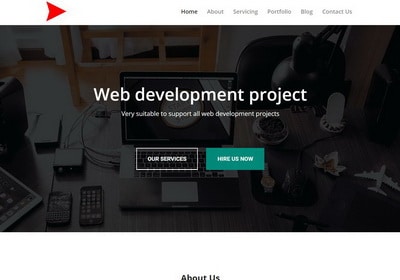 Home About Servicing Portfolio Blog Contact Us
Web development project
Very suitable to support all web development projects
OUR SERVICES HIRE US NOW
About Us